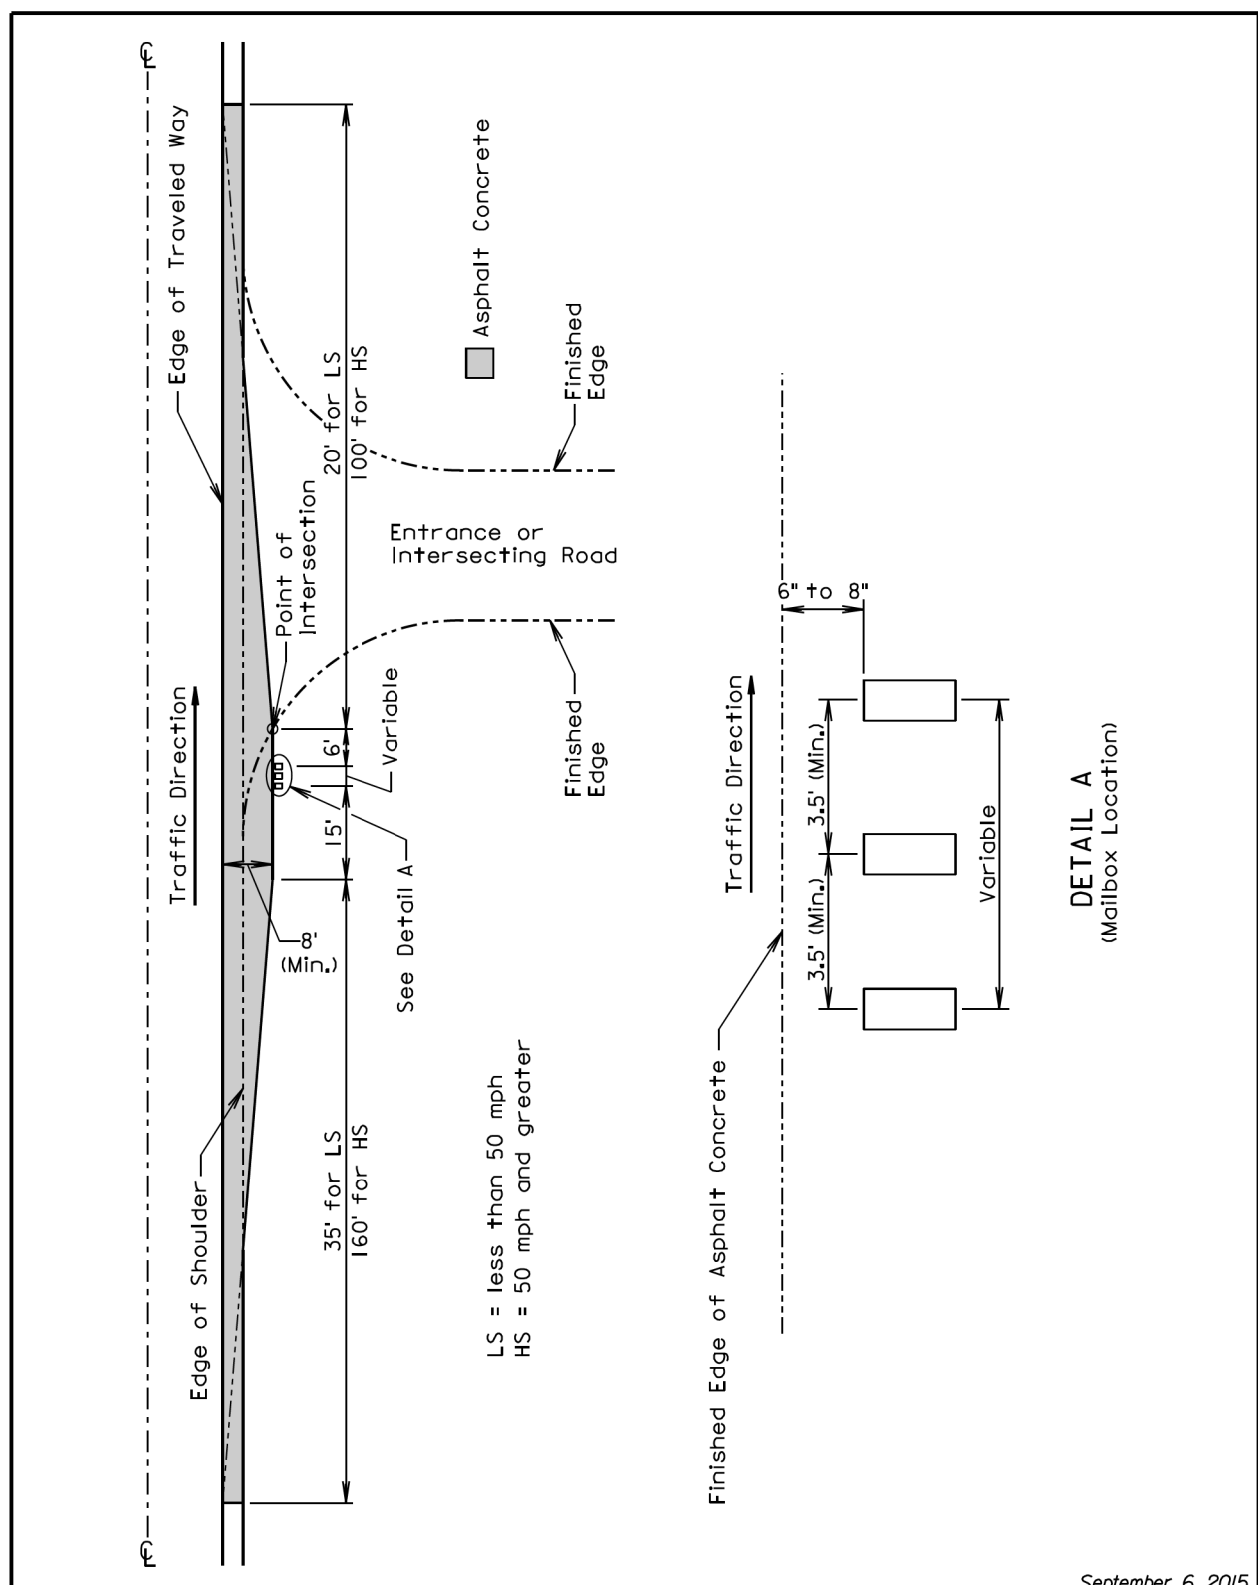 ℄
Edge of Traveled Way
Asphalt Concrete
20' for LS
100' for HS
Finished
Edge
Point of
Intersection
Entrance or
Intersecting Road
Traffic Direction
6'
Variable
15'
Finished
Edge
8'
(Min.)
See Detail A
35' for LS
160' for HS
Edge of Shoulder
LS = less than 50 mph
HS = 50 mph and greater
℄
6" to 8"
Traffic Direction
3.5' (Min.)
3.5' (Min.)
Variable
Finished Edge of Asphalt Concrete
DETAIL A
(Mailbox Location)
September 6, 2015